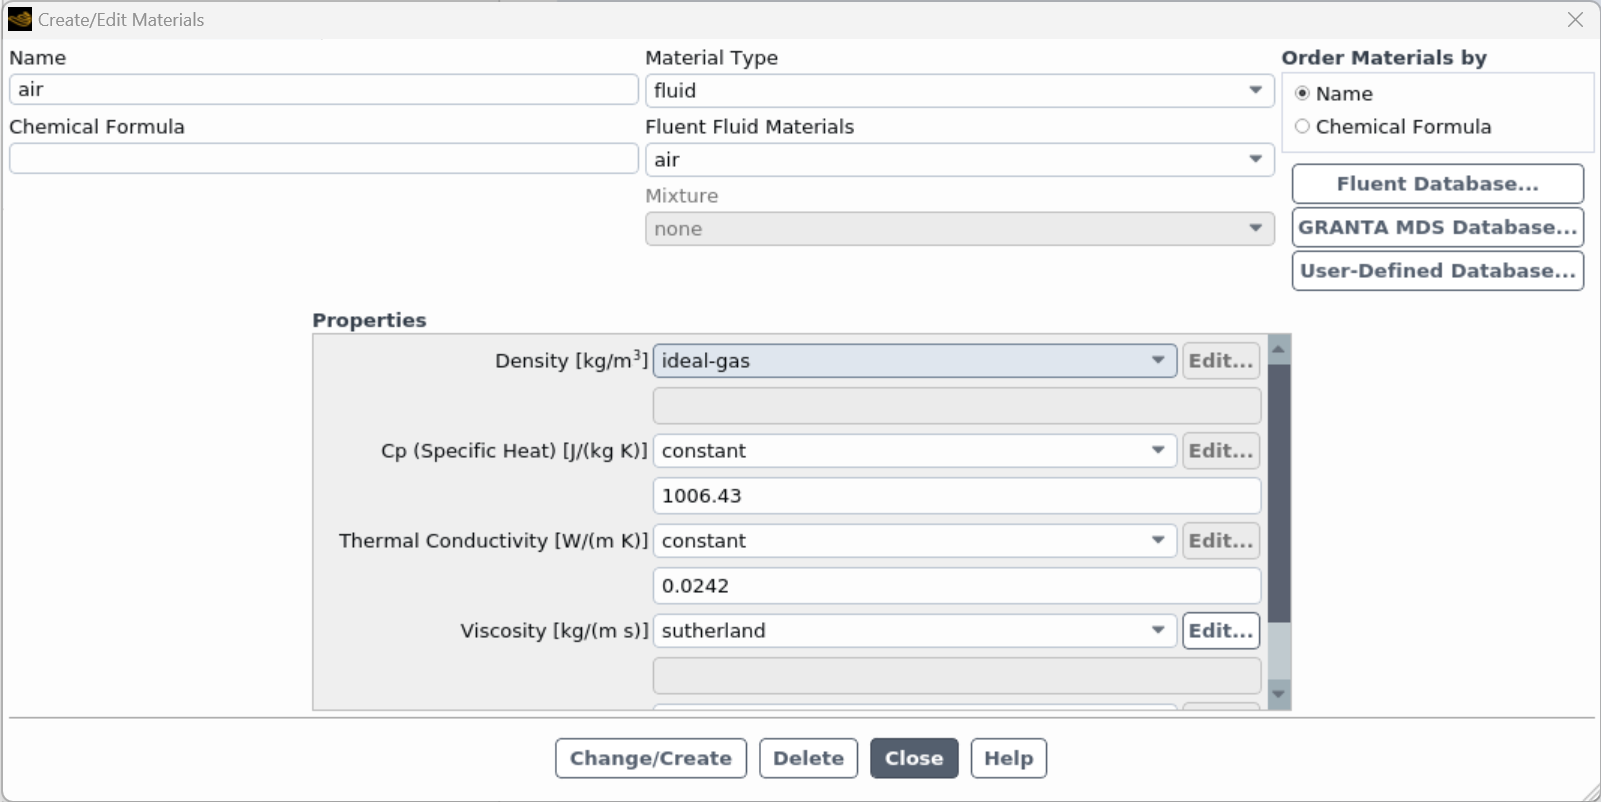 Create/Edit Materials
Name
air
Chemical Formula
Material Type
fluid
Fluent Fluid Materials
air
Mixture
none
Order Materials by
Name
Chemical Formula
Fluent Database...
GRANTA MDS Database...
User-Defined Database...
Properties
Density [kg/m³] ideal-gas Edit...
Cp (Specific Heat) [J/(kg K)] constant Edit...
1006.43
Thermal Conductivity [W/(m K)] constant Edit...
0.0242
Viscosity [kg/(m s)] sutherland Edit...
Change/Create Delete Close Help